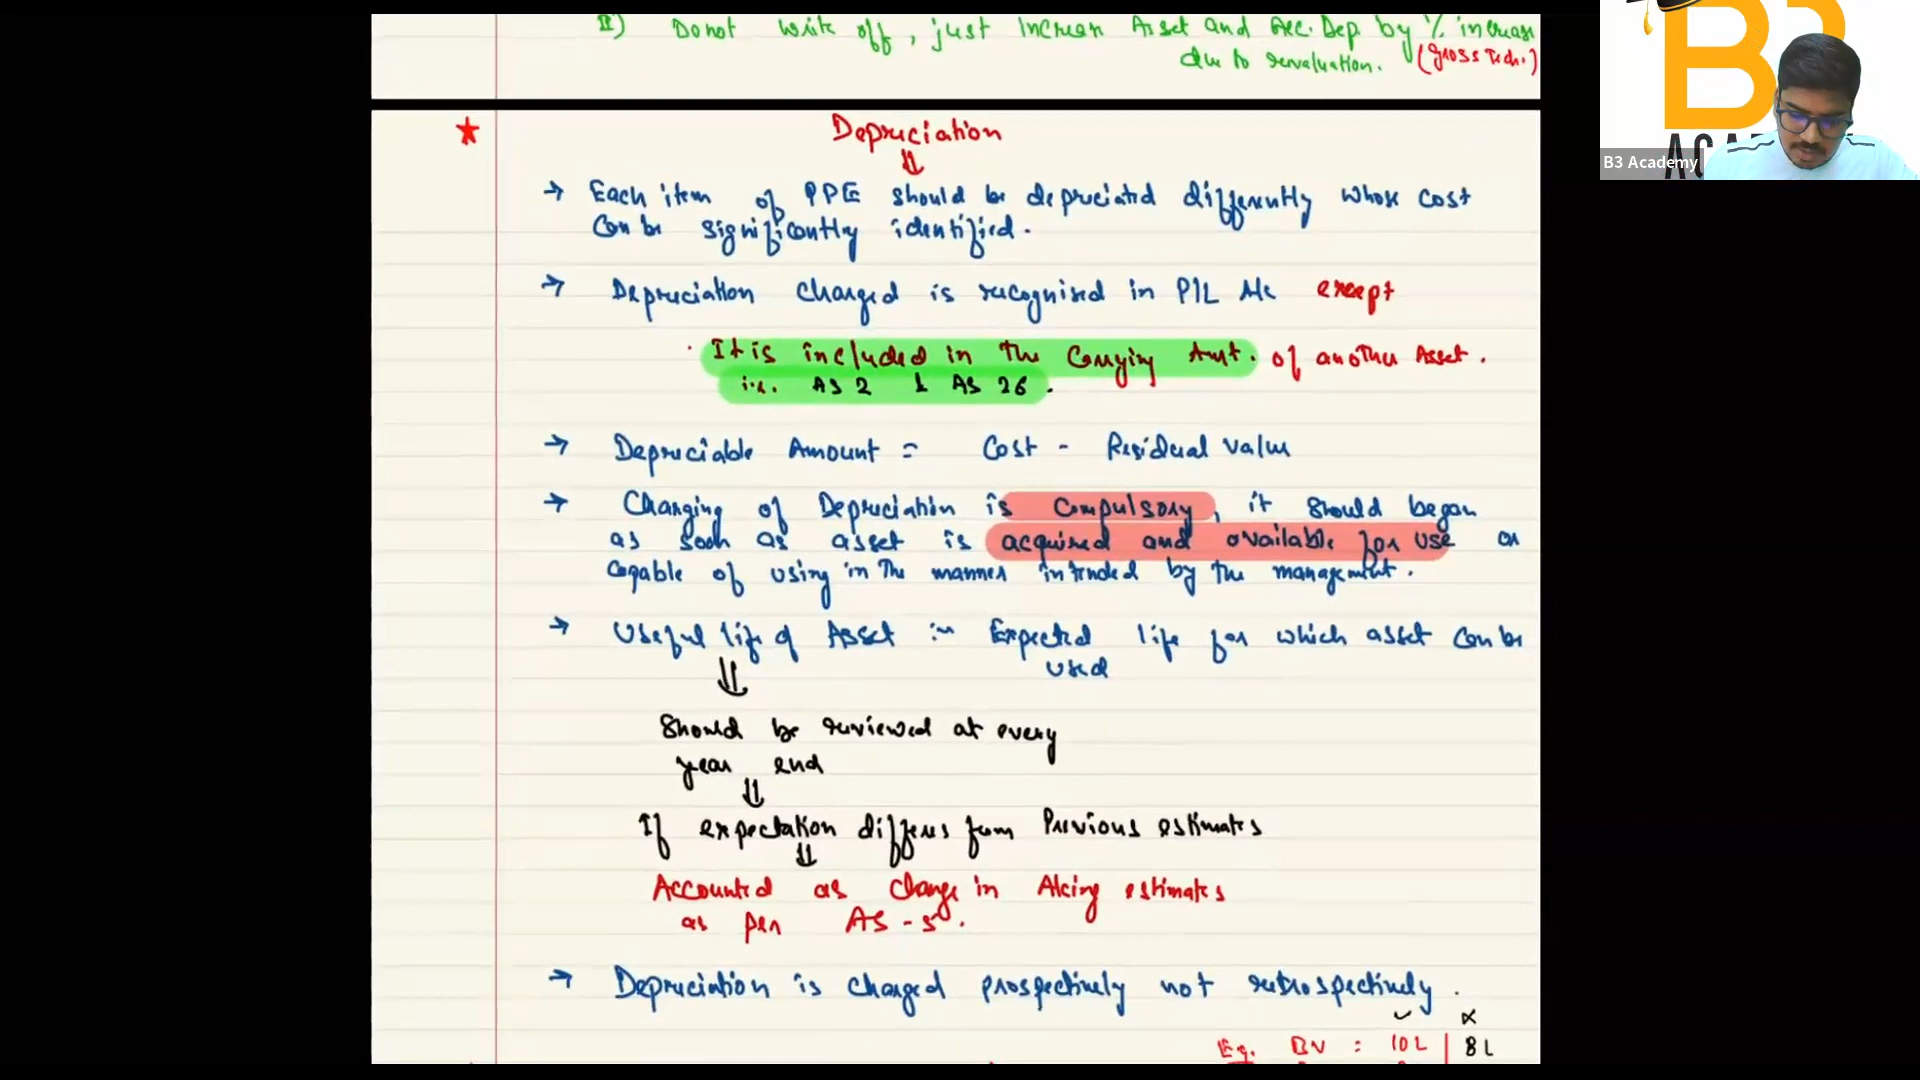 II) Do not write off, just increase Asset and Acc. Dep. by % increase
due to revaluation. (Gross Tech.)
B3
B3 Academy
★ Depreciation
⇓
→ Each item of PPE should be depreciated differently whose cost
can be significantly identified.
→ Depreciation charged is recognised in P/L A/c except
It is included in the Carrying Amt. of another Asset.
i.e. AS 2 & AS 26.
→ Depreciable Amount = Cost - Residual value
→ Charging of Depreciation is compulsory, it should began
as soon as asset is acquired and available for use or
capable of using in the manner intended by the management.
→ Useful life of Asset :- Expected life for which asset can be
used
⇓
Should be reviewed at every
year end
⇓
If expectation differs from Previous estimates
⇓
Accounted as change in A/cing estimates
as per AS-5.
→ Depreciation is charged prospectively not retrospectively.
✓ ×
Eg. BV : 10L | 8L